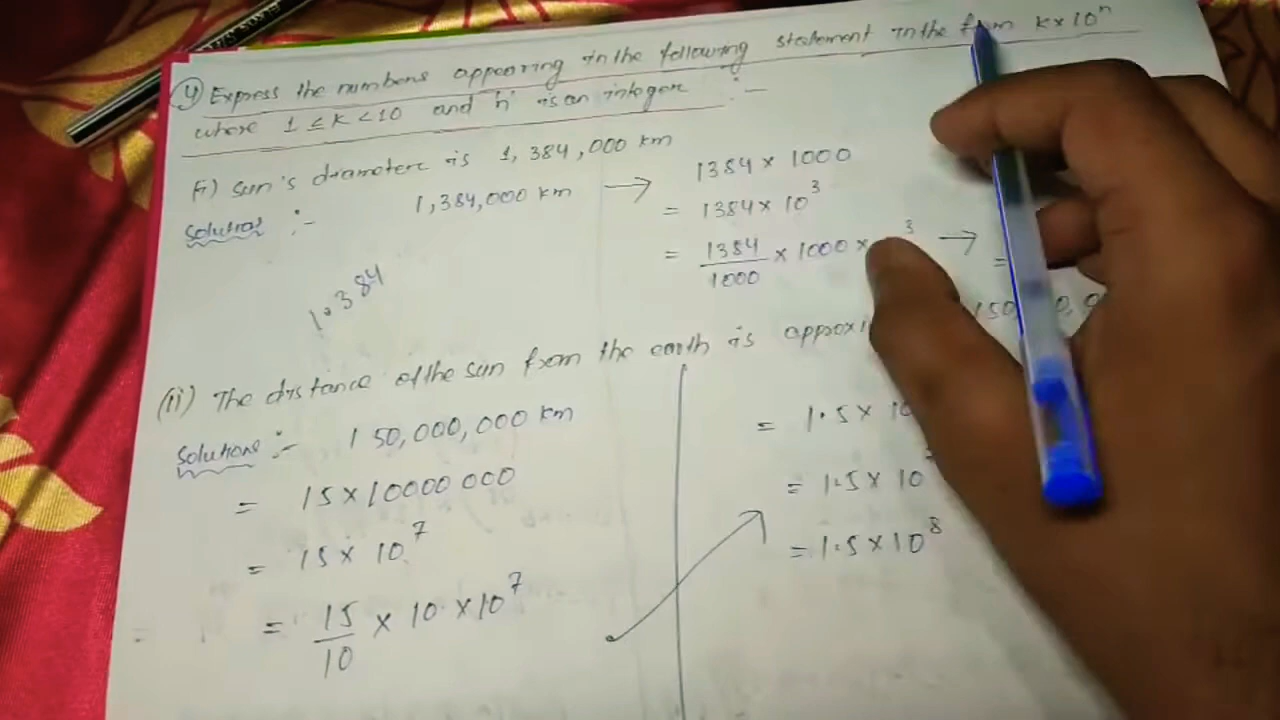 4) Express the numbers appearing in the following statement in the form K×10ⁿ
where 1 ≤ K < 10 and 'n' is an integer :-
i) Sun's diameter is 1,384,000 km
Solution :- 1,384,000 km → 1384 × 1000
= 1384 × 10³
= 1384/1000 × 1000 × 3 →
=
1.384
(ii) The distance of the sun from the earth is
Solution :- 150,000,000 km
= 15×10000000
= 15× 10⁷
= 15/10 × 10 × 10⁷
= 1.5 × 10
= 1.5 × 10
= 1.5×10⁸